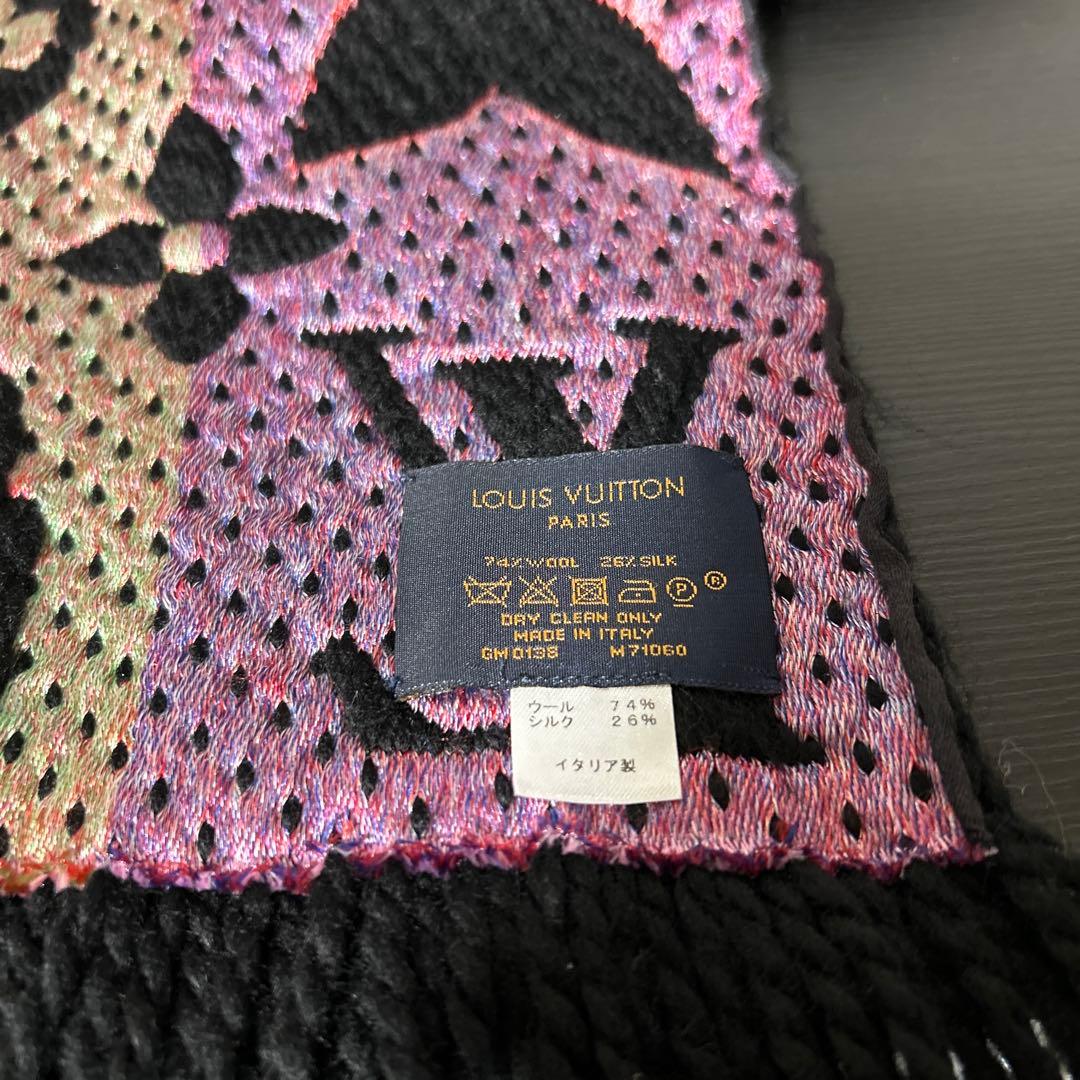 LOUIS VUITTON
PARIS
74% WOOL 26% SILK
P ®
DRY CLEAN ONLY
MADE IN ITALY
GM0138 M71060
ウール 74%
シルク 26%
イタリア製